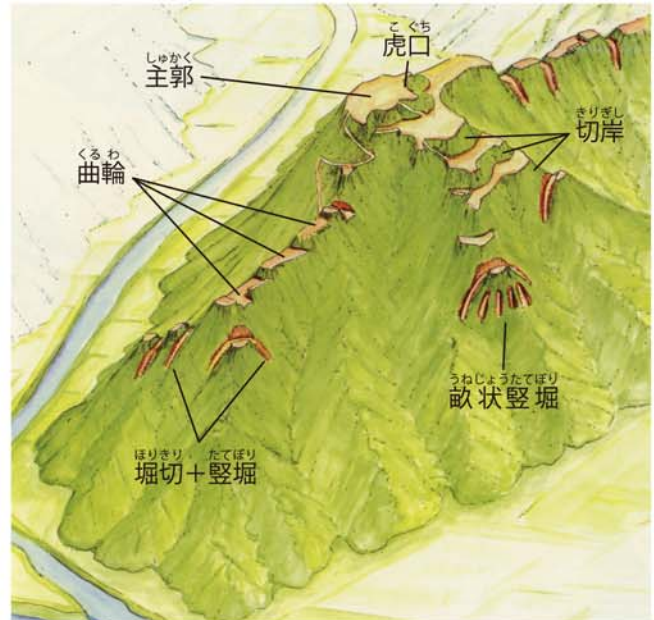 こぐち
虎口
しゅかく
主郭
きりぎし
切岸
くるわ
曲輪
うねじょうたてぼり
畝状竪堀
ほりきり　たてぼり
堀切＋竪堀